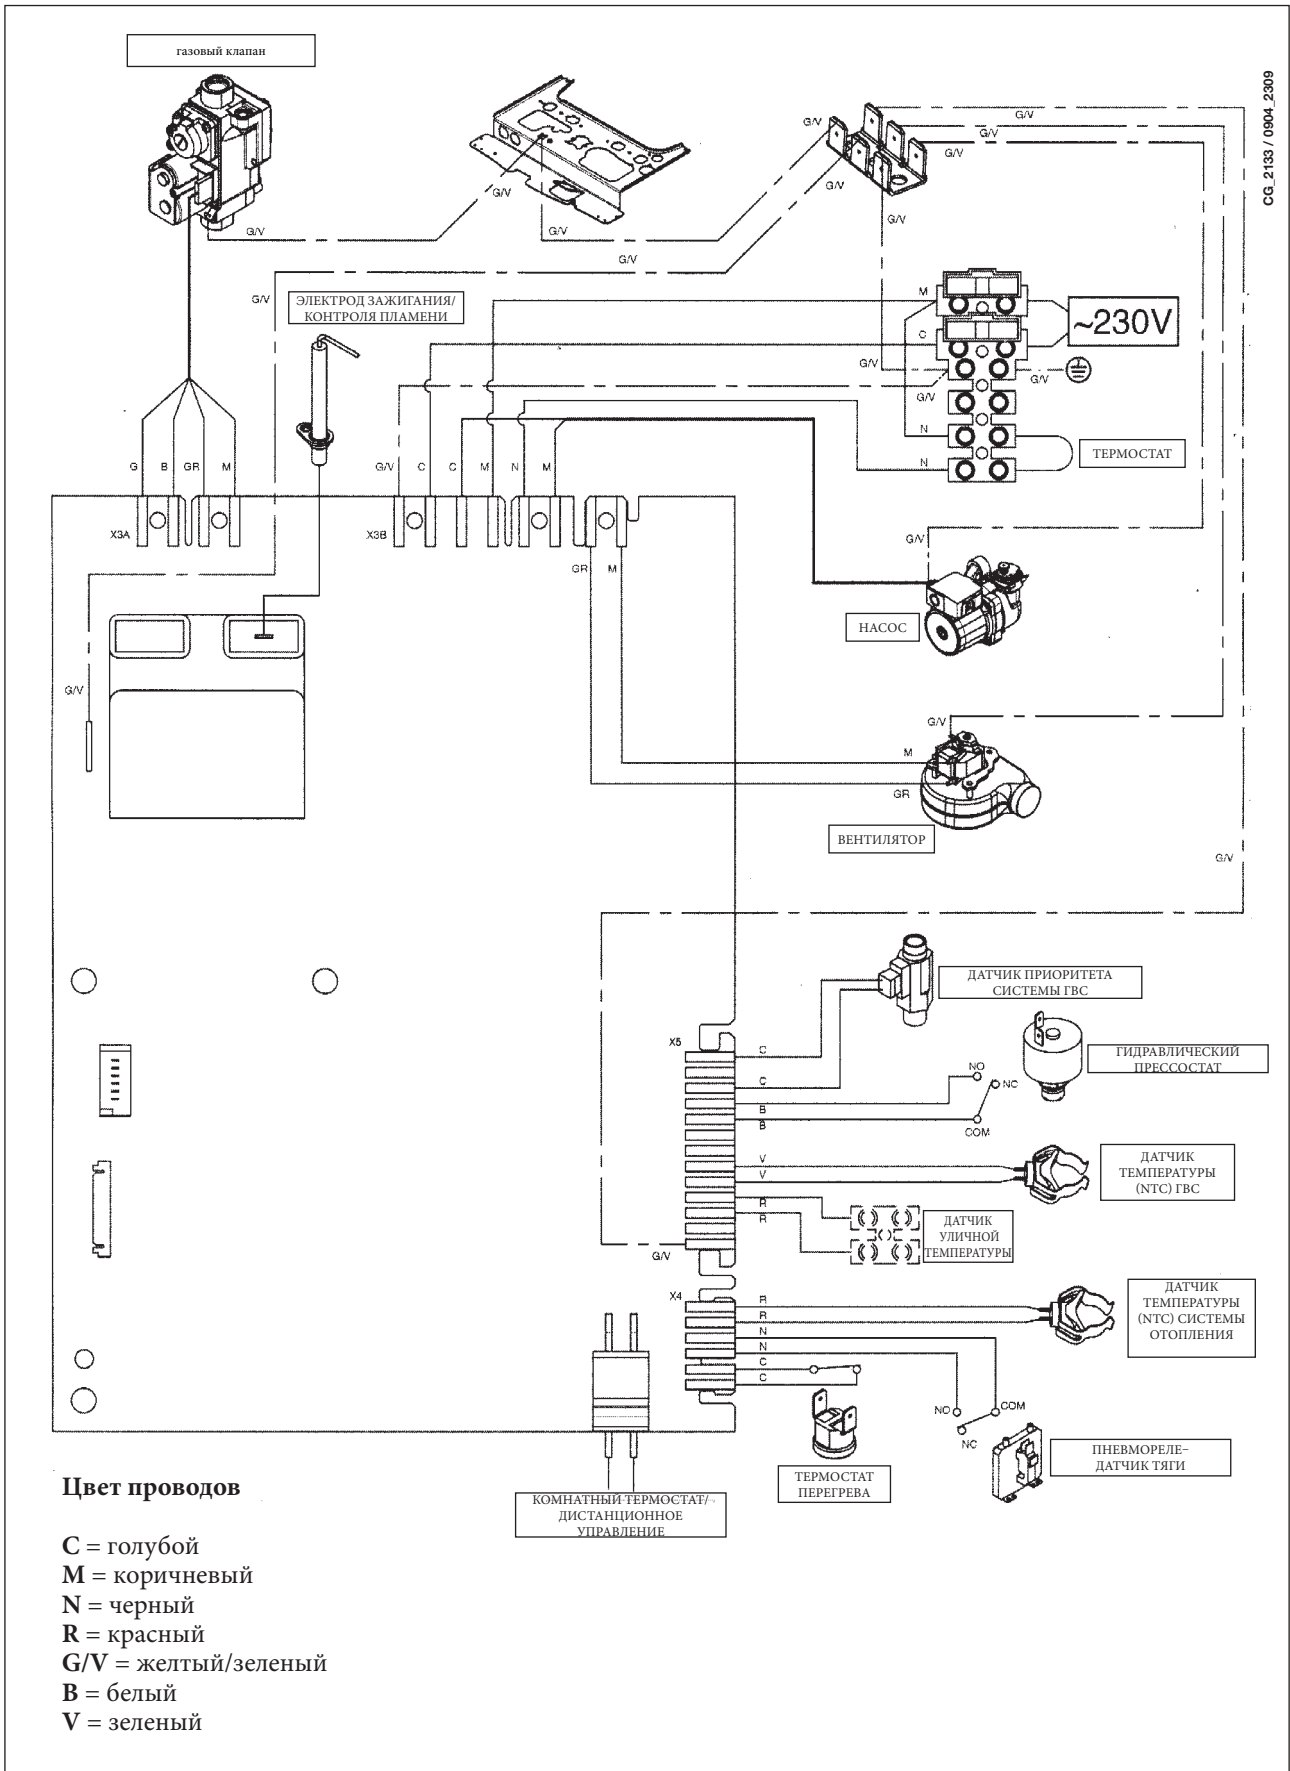 газовый клапан
CG_2133 / 0904_2309
G/V
G/V
G/V
G/V
G/V
G/V
G/V
G/V
G/V
G/V
G/V
ЭЛЕКТРОД ЗАЖИГАНИЯ/
КОНТРОЛЯ ПЛАМЕНИ
M
C
~230V
G/V
G/V
G/V
N
N
ТЕРМОСТАТ
G
B
GR
M
G/V
C
C
M
N
M
X3A
X3B
GR
M
G/V
НАСОС
G/V
G/V
M
GR
ВЕНТИЛЯТОР
G/V
ДАТЧИК ПРИОРИТЕТА
СИСТЕМЫ ГВС
X5
C
C
B
B
NO
NC
COM
ГИДРАВЛИЧЕСКИЙ
ПРЕССОСТАТ
V
V
ДАТЧИК
ТЕМПЕРАТУРЫ
(NTC) ГВС
R
R
ДАТЧИК
УЛИЧНОЙ
ТЕМПЕРАТУРЫ
G/V
X4
R
R
N
N
C
C
ДАТЧИК
ТЕМПЕРАТУРЫ
(NTC) СИСТЕМЫ
ОТОПЛЕНИЯ
NO
COM
NC
ПНЕВМОРЕЛЕ–
ДАТЧИК ТЯГИ
ТЕРМОСТАТ
ПЕРЕГРЕВА
КОМНАТНЫЙ ТЕРМОСТАТ/
ДИСТАНЦИОННОЕ
УПРАВЛЕНИЕ
Цвет проводов
C = голубой
M = коричневый
N = черный
R = красный
G/V = желтый/зеленый
B = белый
V = зеленый